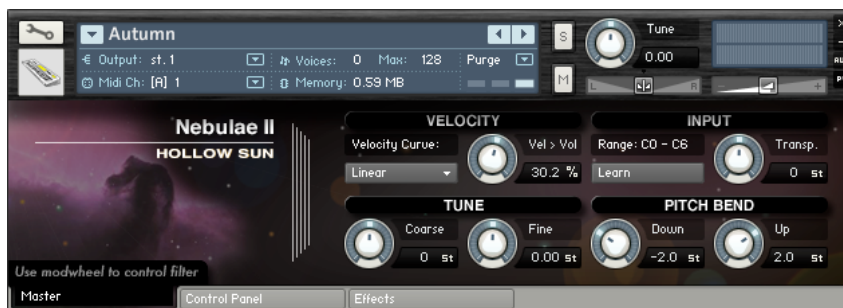 Autumn
S
Tune
Output: st. 1
Voices: 0 Max: 128
Purge
0.00
Midi Ch: [A] 1
Memory: 0.59 MB
M
L
R
-
+
Nebulae II
HOLLOW SUN
VELOCITY
Velocity Curve:
Vel > Vol
Linear
30.2 %
INPUT
Range: C0 - C6
Transp.
Learn
0 st
TUNE
Coarse
Fine
0 st
0.00 st
PITCH BEND
Down
Up
-2.0 st
2.0 st
Use modwheel to control filter
Master
Control Panel
Effects